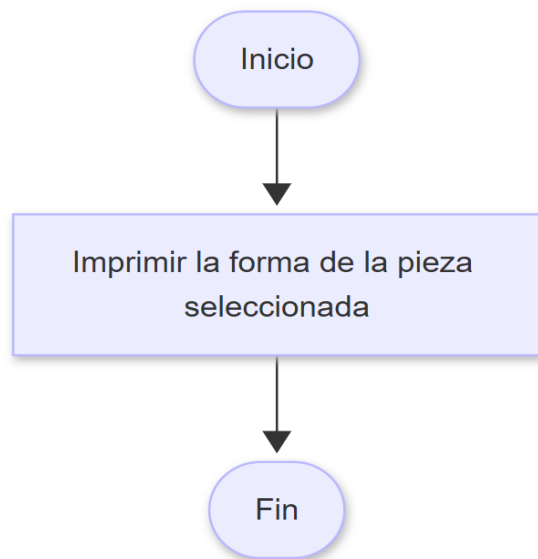 Inicio
Imprimir la forma de la pieza
seleccionada
Fin